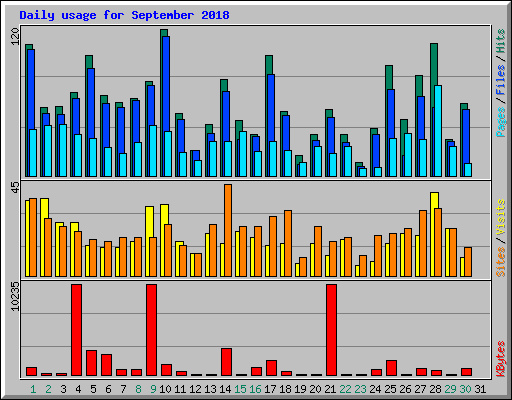 Daily usage for September 2018
120
Pages / Files / Hits
45
Sites / Visits
10235
KBytes
1 2 3 4 5 6 7 8 9 10 11 12 13 14 15 16 17 18 19 20 21 22 23 24 25 26 27 28 29 30 31